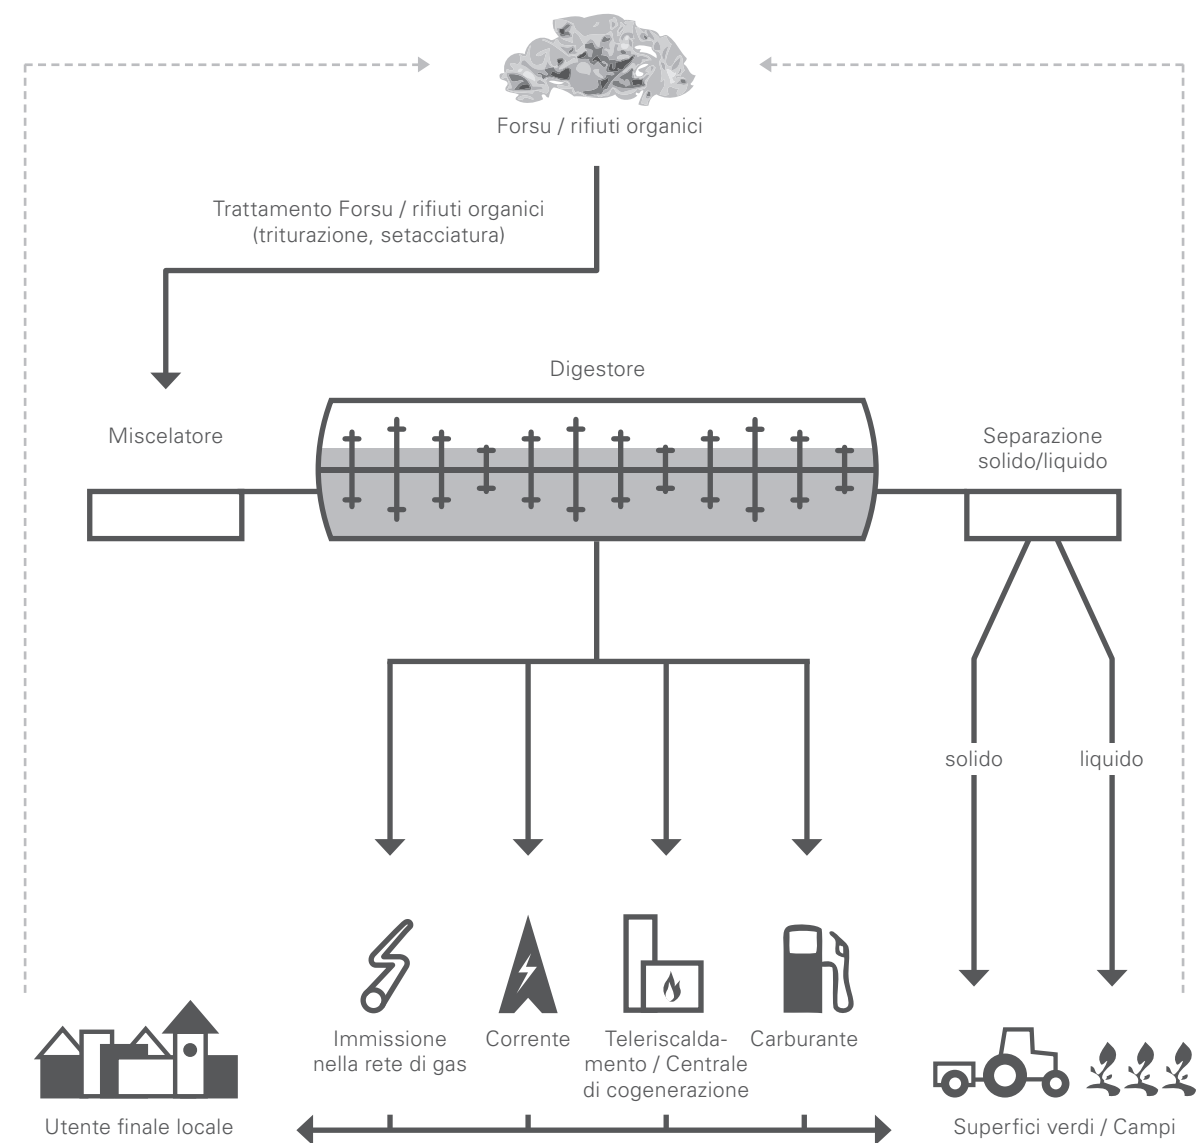 Forsu / rifiuti organici
Trattamento Forsu / rifiuti organici
(triturazione, setacciatura)
Digestore
Miscelatore
Separazione
solido/liquido
solido
liquido
Immissione
nella rete di gas
Corrente
Teleriscalda-
mento / Centrale
di cogenerazione
Carburante
Utente finale locale
Superfici verdi / Campi